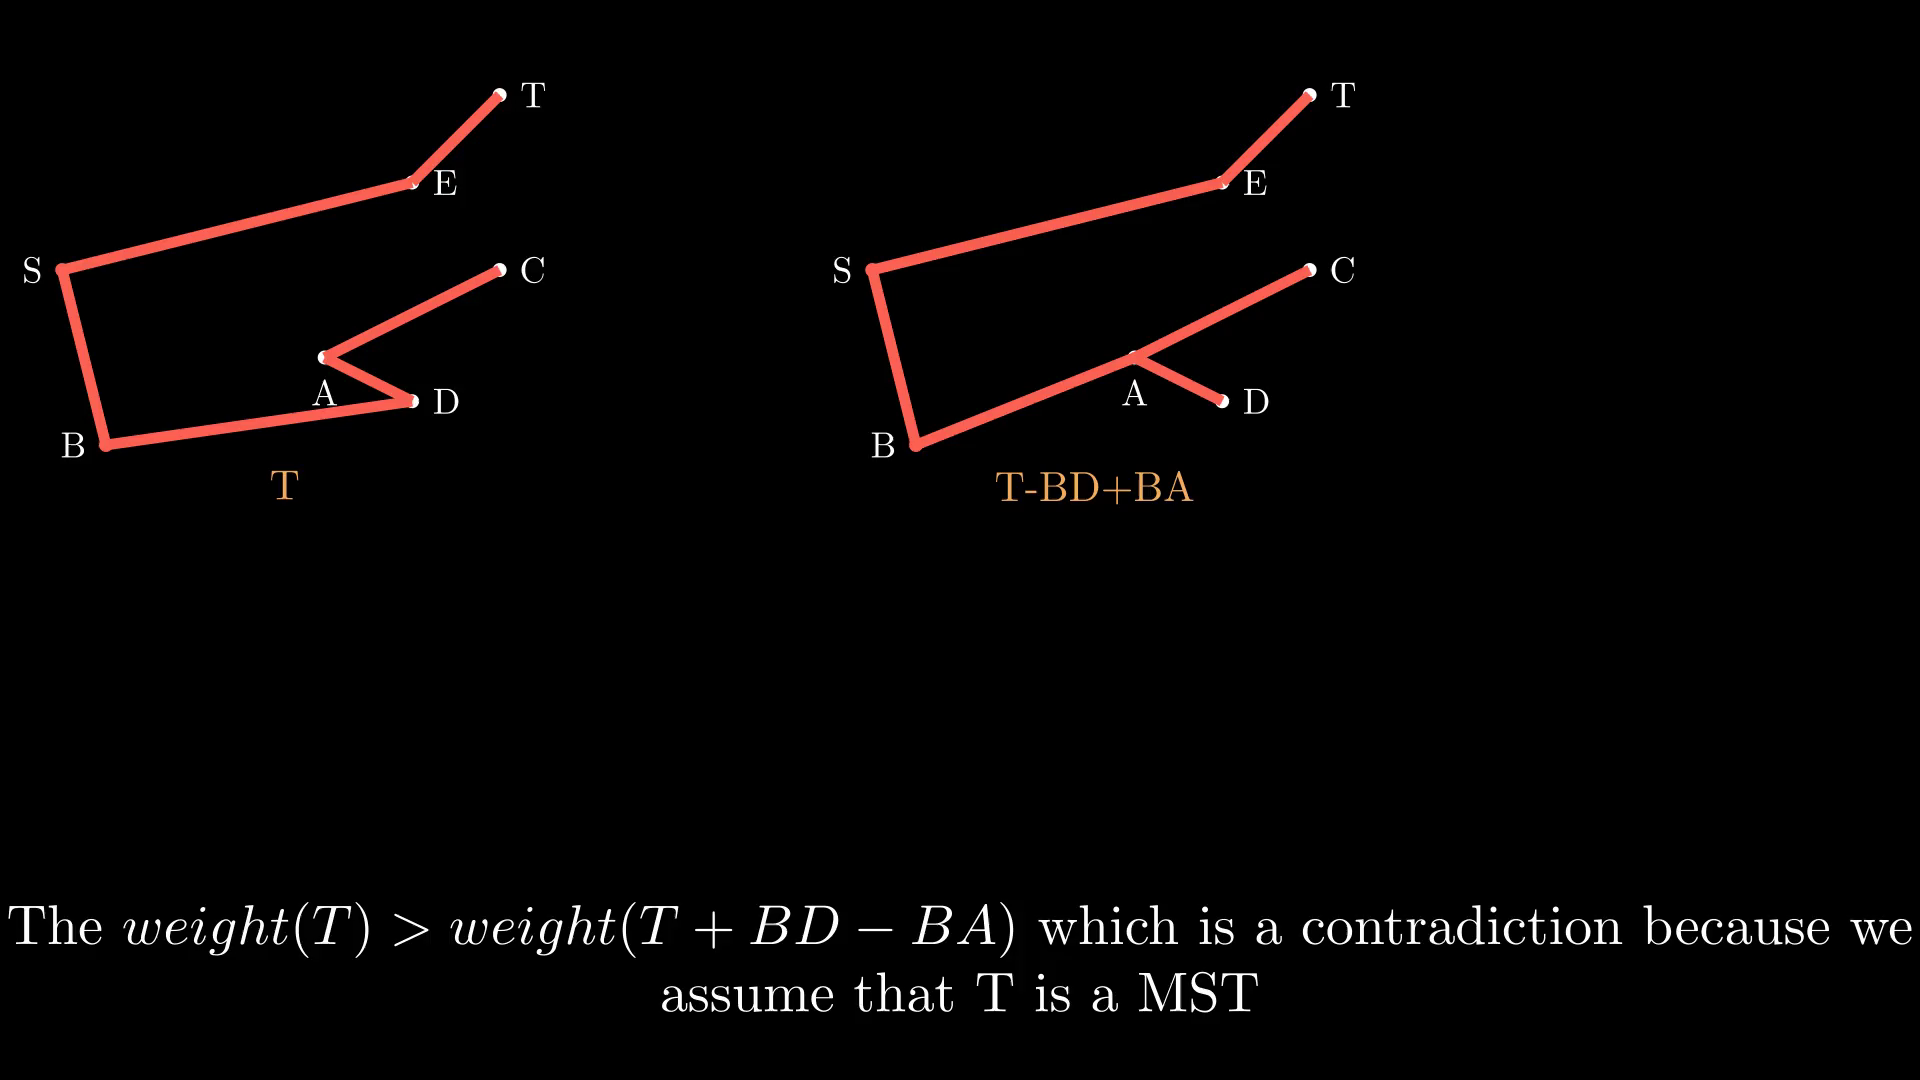 T
T
E
E
S
C
S
C
A
D
A
D
B
B
T
T-BD+BA
The weight(T) > weight(T + BD − BA) which is a contradiction because we
assume that T is a MST